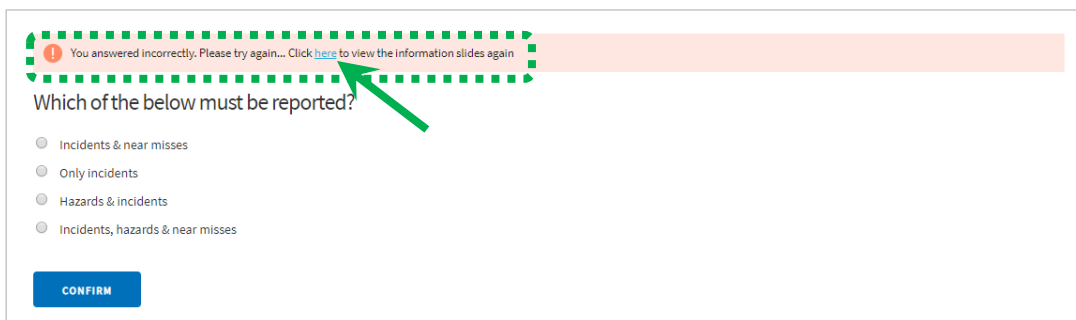 You answered incorrectly. Please try again... Click here to view the information slides again
Which of the below must be reported?
Incidents & near misses
Only incidents
Hazards & incidents
Incidents, hazards & near misses
CONFIRM